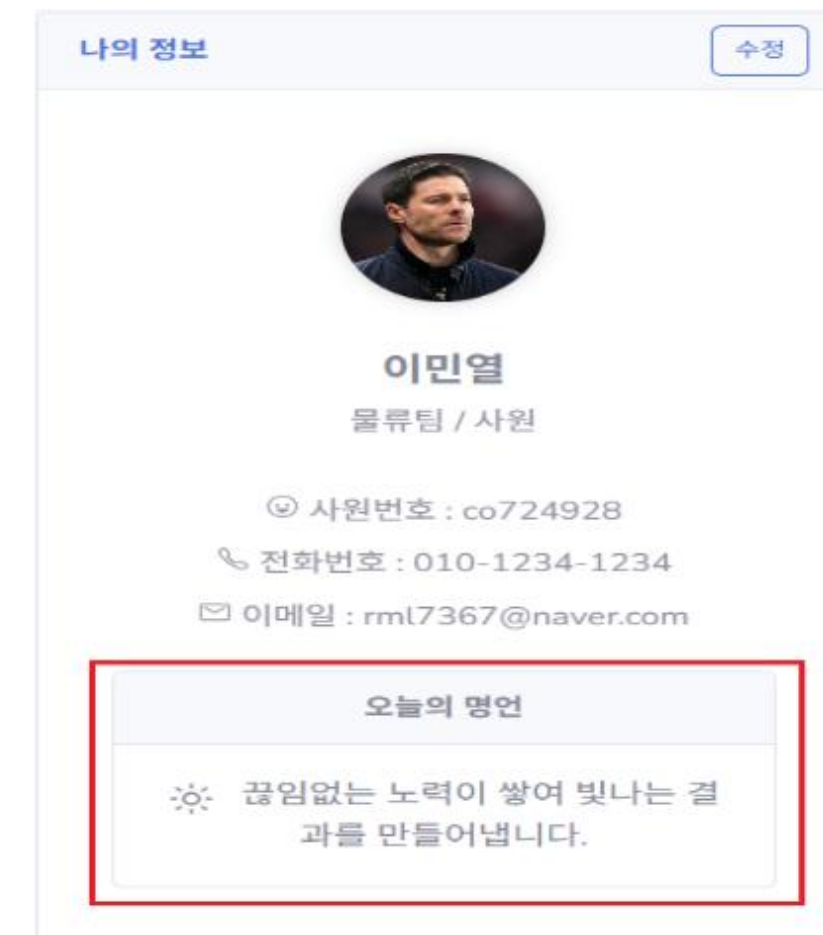 나의 정보
수정
이민열
물류팀 / 사원
사원번호 : co724928
전화번호 : 010-1234-1234
이메일 : rml7367@naver.com
오늘의 명언
끊임없는 노력이 쌓여 빛나는 결
과를 만들어냅니다.